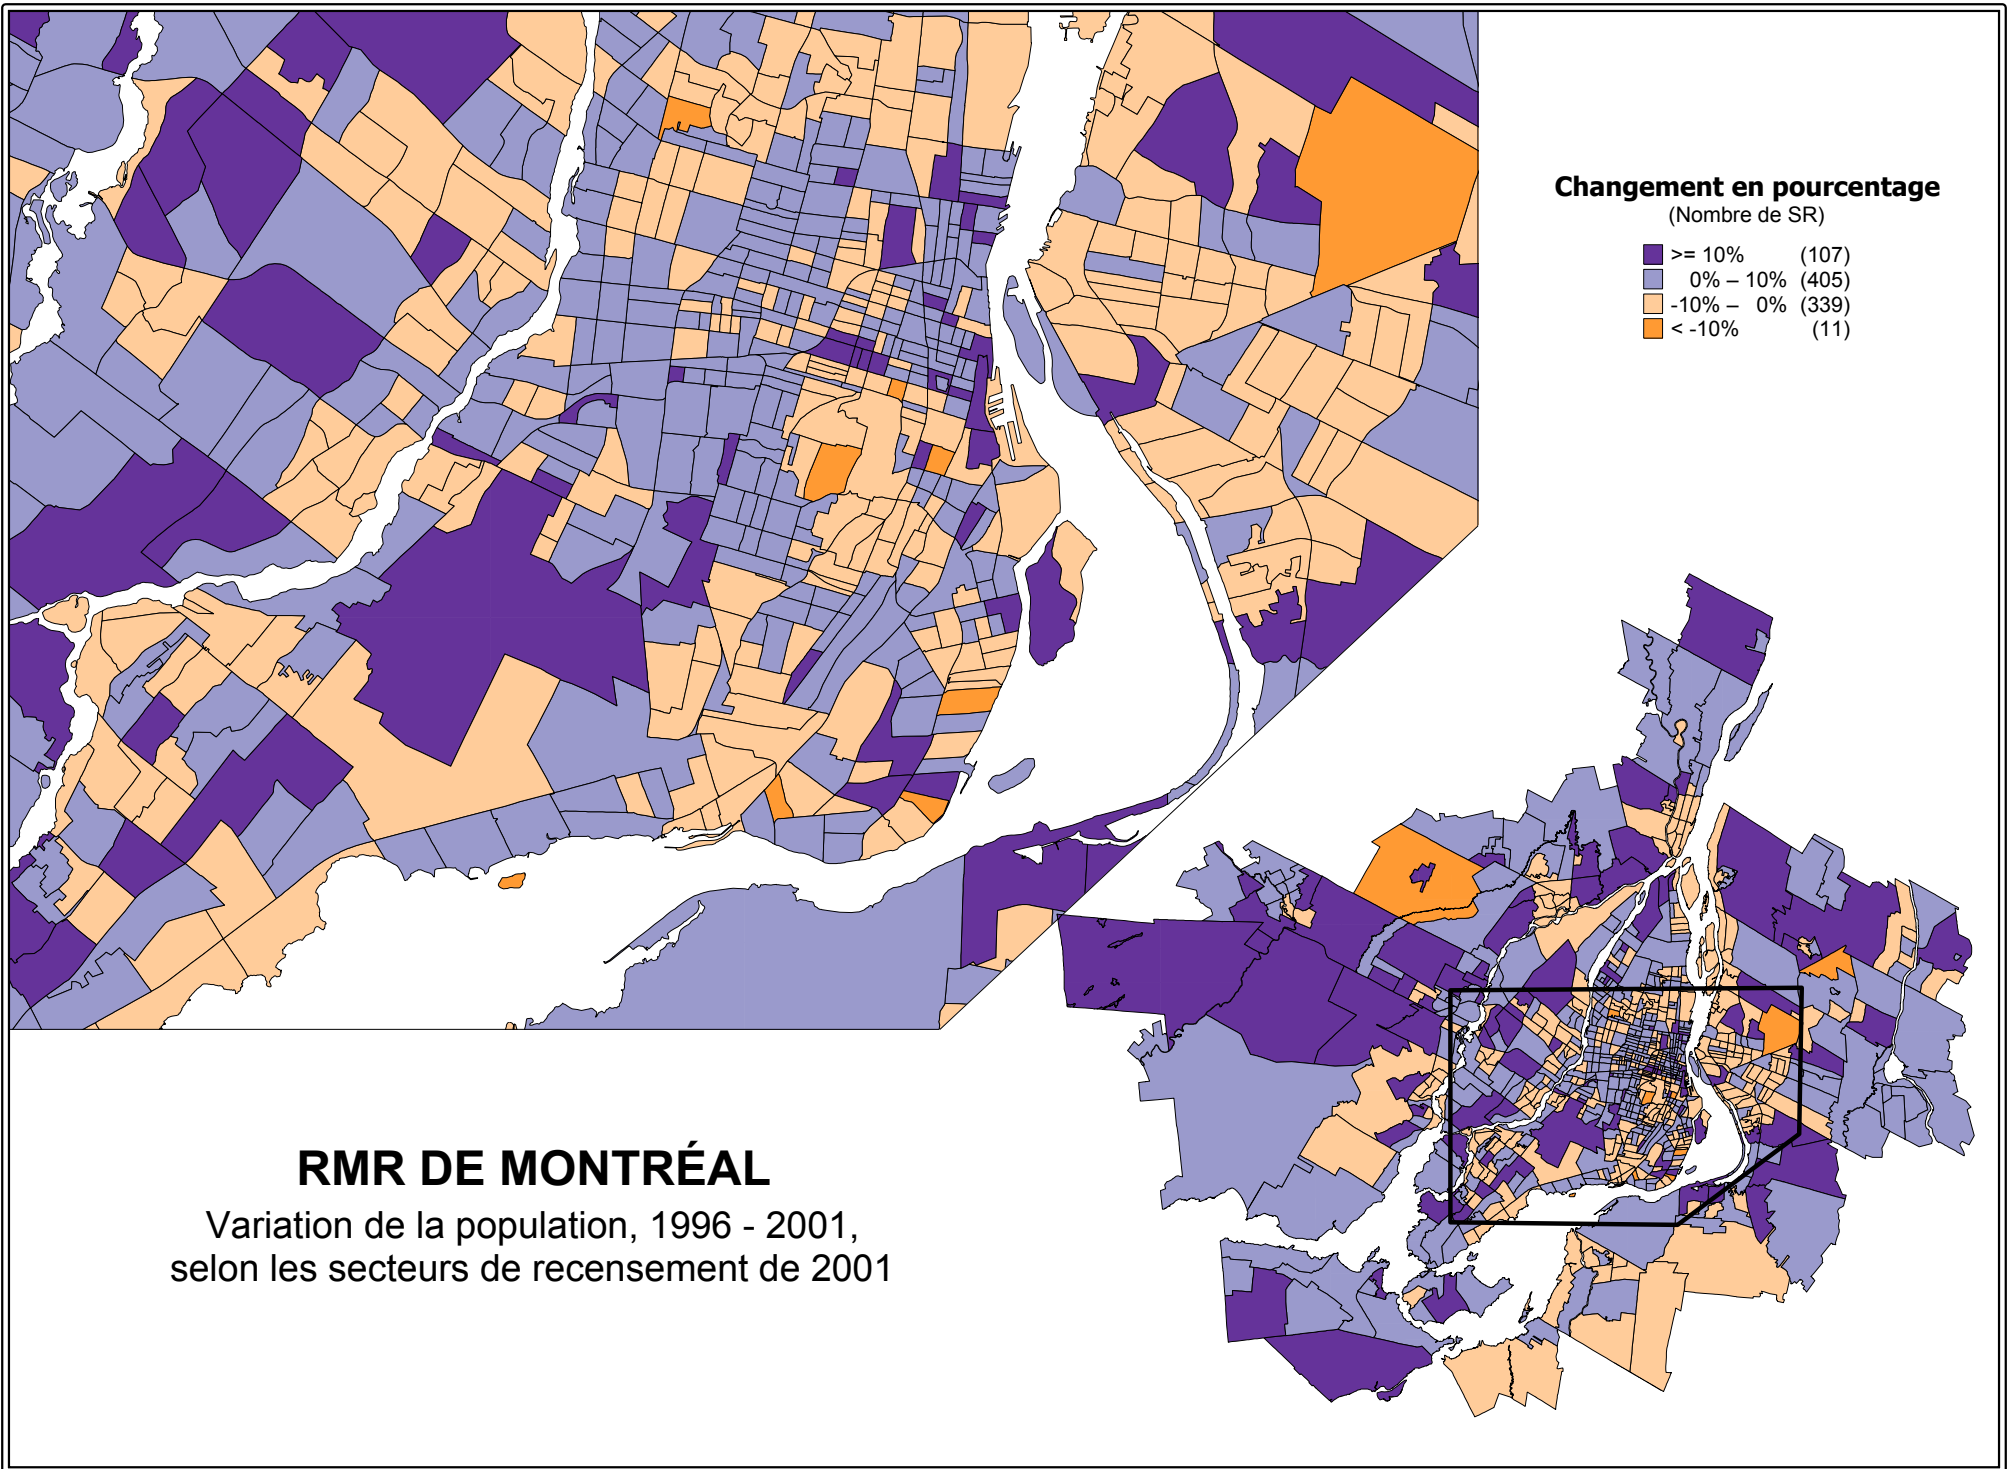 Changement en pourcentage
(Nombre de SR)
>= 10% (107)
0% – 10% (405)
-10% – 0% (339)
< -10% (11)
RMR DE MONTRÉAL
Variation de la population, 1996 - 2001,
selon les secteurs de recensement de 2001